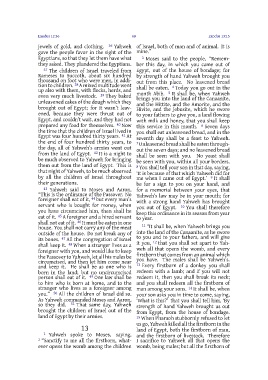 Exodus 12:36
60
Exodus 13:15
jewels of gold, and clothing. 36 Yahweh
gave the people favor in the sight of the
Egyptians, so that they let them have what
they asked. They plundered the Egyptians.
37 The children of Israel traveled from
Rameses to Succoth, about six hundred
thousand on foot who were men, in addi-
tion to children. 38 A mixed multitude went
up also with them, with flocks, herds, and
even very much livestock. 39 They baked
unleavened cakes of the dough which they
brought out of Egypt; for it wasn't leav-
ened, because they were thrust out of
Egypt, and couldn't wait, and they had not
prepared any food for themselves. 40 Now
the time that the children of Israel lived in
Egypt was four hundred thirty years. 41 At
the end of four hundred thirty years, to
the day, all of Yahweh's armies went out
from the land of Egypt. 42 It is a night to
be much observed to Yahweh for bringing
them out from the land of Egypt. This is
that night of Yahweh, to be much observed
by all the children of Israel throughout
their generations.
43 Yahweh said to Moses and Aaron,
"This is the ordinance of the Passover. No
foreigner shall eat of it, 44 but every man's
servant who is bought for money, when
you have circumcised him, then shall he
eat of it. 45 A foreigner and a hired servant
shall not eat of it. 46 It must be eaten in one
house. You shall not carry any of the meat
outside of the house. Do not break any of
its bones. 47 All the congregation of Israel
shall keep it. 48 When a stranger lives as a
foreigner with you, and would like to keep
the Passover to Yahweh, let all his males be
circumcised, and then let him come near
and keep it. He shall be as one who is
born in the land; but no uncircumcised
person shall eat of it. 49 One law shall be
to him who is born at home, and to the
stranger who lives as a foreigner among
you." 50 All the children of Israel did so.
As Yahweh commanded Moses and Aaron,
so they did. 51 That same day, Yahweh
brought the children of Israel out of the
land of Egypt by their armies.
13
1 Yahweh spoke to Moses, saying,
2 "Sanctify to me all the firstborn, what-
ever opens the womb among the children
of Israel, both of man and of animal. It is
mine."
3 Moses said to the people, "Remem-
ber this day, in which you came out of
Egypt, out of the house of bondage; for
by strength of hand Yahweh brought you
out from this place. No leavened bread
shall be eaten. 4 Today you go out in the
month Abib. 5 It shall be, when Yahweh
brings you into the land of the Canaanite,
and the Hittite, and the Amorite, and the
Hivite, and the Jebusite, which he swore
to your fathers to give you, a land flowing
with milk and honey, that you shall keep
this service in this month. 6 Seven days
you shall eat unleavened bread, and in the
seventh day shall be a feast to Yahweh.
7 Unleavened bread shall be eaten through-
out the seven days; and no leavened bread
shall be seen with you. No yeast shall
be seen with you, within all your borders.
8 You shall tell your son in that day, saying,
'It is because of that which Yahweh did for
me when I came out of Egypt.' 9 It shall
be for a sign to you on your hand, and
for a memorial between your eyes, that
Yahweh's law may be in your mouth; for
with a strong hand Yahweh has brought
you out of Egypt. 10 You shall therefore
keep this ordinance in its season from year
to year.
11 "It shall be, when Yahweh brings you
into the land of the Canaanite, as he swore
to you and to your fathers, and will give
it you, 12 that you shall set apart to Yah-
weh all that opens the womb, and every
firstborn that comes from an animal which
you have. The males shall be Yahweh's.
13 Every firstborn of a donkey you shall
redeem with a lamb; and if you will not
redeem it, then you shall break its neck;
and you shall redeem all the firstborn of
man among your sons. 14 It shall be, when
your son asks you in time to come, saying,
'What is this?' that you shall tell him, 'By
strength of hand Yahweh brought us out
from Egypt, from the house of bondage.
15 When Pharaoh stubbornly refused to let
us go, Yahweh killed all the firstborn in the
land of Egypt, both the firstborn of man,
and the firstborn of livestock. Therefore
I sacrifice to Yahweh all that opens the
womb, being males; but all the firstborn of